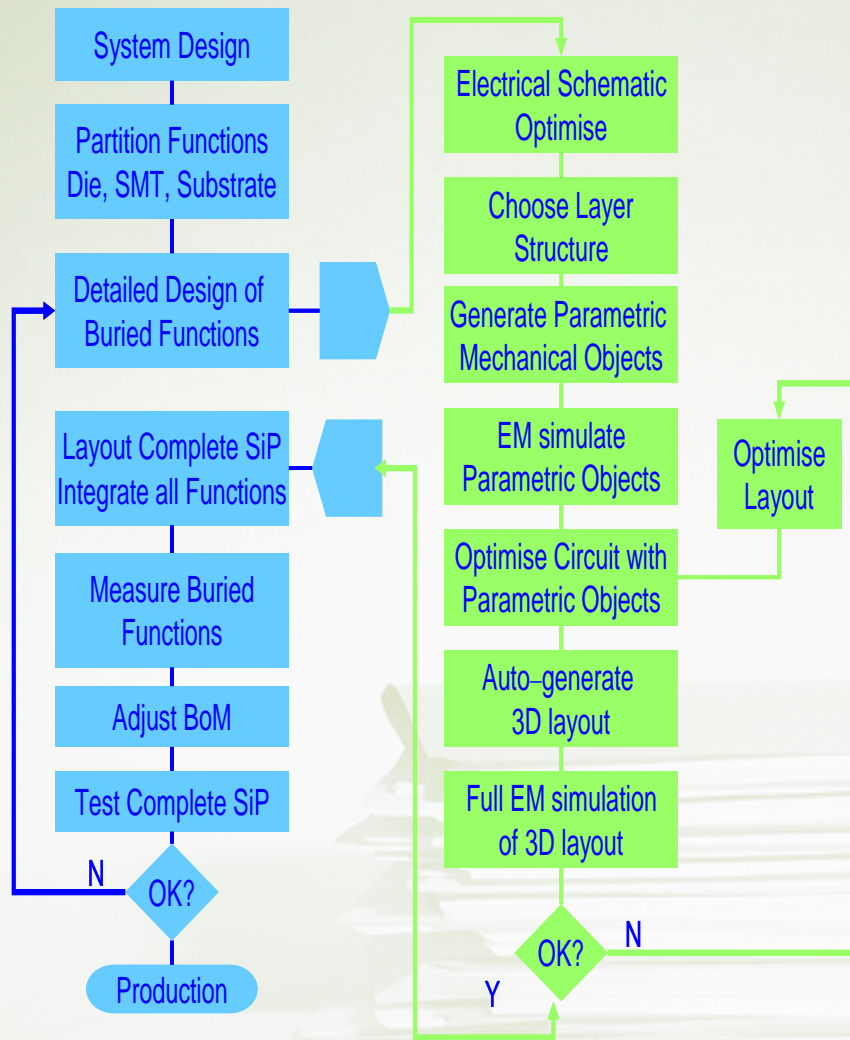 System Design
Partition Functions
Die, SMT, Substrate
Detailed Design of
Buried Functions
Layout Complete SiP
Integrate all Functions
Measure Buried
Functions
Adjust BoM
Test Complete SiP
N
OK?
Production
Electrical Schematic
Optimise
Choose Layer
Structure
Generate Parametric
Mechanical Objects
EM simulate
Parametric Objects
Optimise Circuit with
Parametric Objects
Auto–generate
3D layout
Full EM simulation
of 3D layout
OK?
N
Y
Optimise
Layout